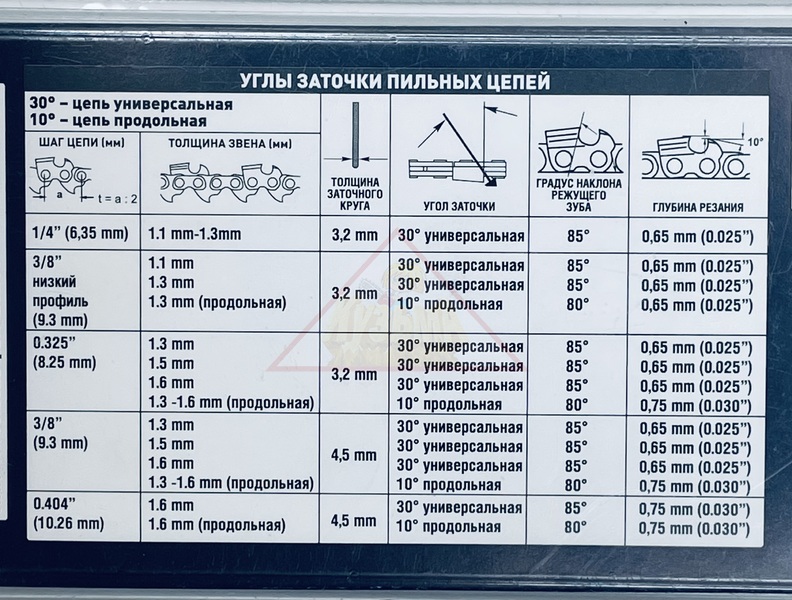 УГЛЫ ЗАТОЧКИ ПИЛЬНЫХ ЦЕПЕЙ
30° – цепь универсальная
10° – цепь продольная
ШАГ ЦЕПИ (мм)
a
t = a : 2
ТОЛЩИНА ЗВЕНА (мм)
ТОЛЩИНА
ЗАТОЧНОГО
КРУГА
УГОЛ ЗАТОЧКИ
ГРАДУС НАКЛОНА
РЕЖУЩЕГО
ЗУБА
10°
ГЛУБИНА РЕЗАНИЯ
1/4” (6,35 mm) 1.1 mm-1.3mm 3,2 mm 30° универсальная 85° 0,65 mm (0.025”)
3/8”
низкий
профиль
(9.3 mm)
1.1 mm
1.3 mm
1.3 mm (продольная)
3,2 mm
30° универсальная 85° 0,65 mm (0.025”)
30° универсальная 85° 0,65 mm (0.025”)
10° продольная 80° 0,65 mm (0.025”)
0.325”
(8.25 mm)
1.3 mm
1.5 mm
1.6 mm
1.3 -1.6 mm (продольная)
3,2 mm
30° универсальная 85° 0,65 mm (0.025”)
30° универсальная 85° 0,65 mm (0.025”)
30° универсальная 85° 0,65 mm (0.025”)
10° продольная 80° 0,75 mm (0.030”)
3/8”
(9.3 mm)
1.3 mm
1.5 mm
1.6 mm
1.3 -1.6 mm (продольная)
4,5 mm
30° универсальная 85° 0,65 mm (0.025”)
30° универсальная 85° 0,65 mm (0.025”)
30° универсальная 85° 0,65 mm (0.025”)
10° продольная 80° 0,75 mm (0.030”)
0.404”
(10.26 mm)
1.6 mm
1.6 mm (продольная)
4,5 mm
30° универсальная 85° 0,75 mm (0.030”)
10° продольная 80° 0,75 mm (0.030”)